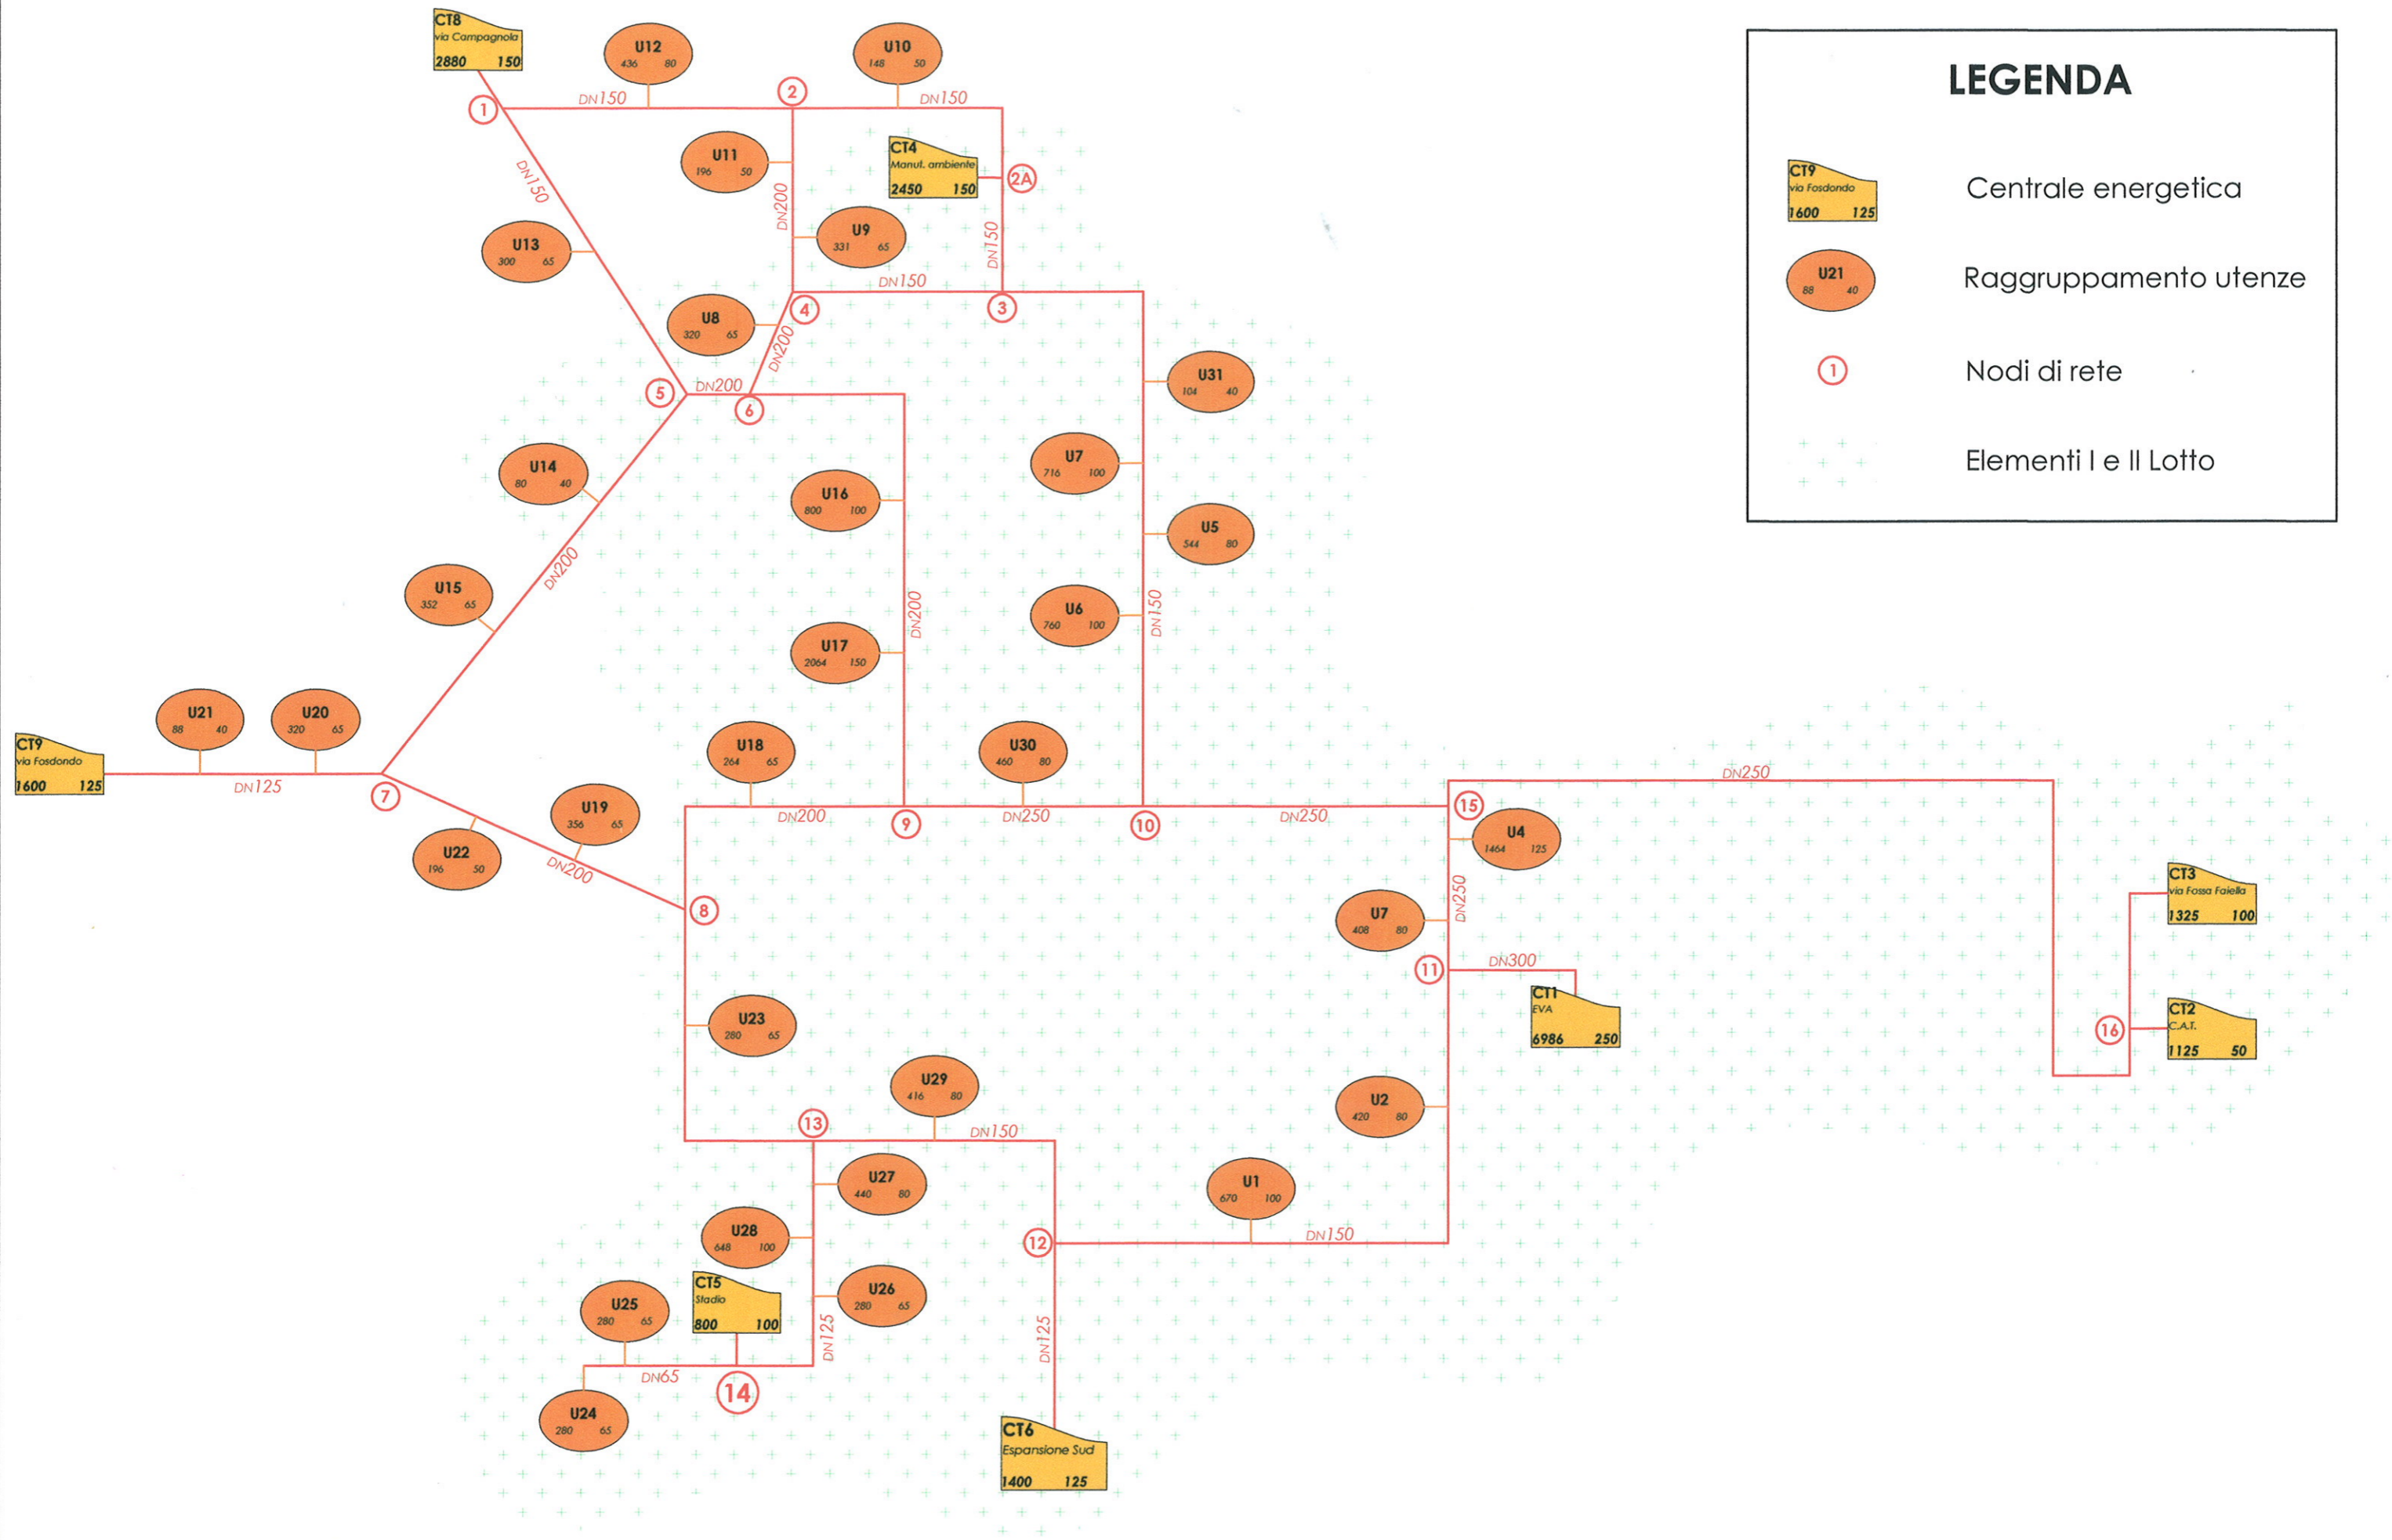 CT8
via Campagnola
2880 150
U12
436 80
U10
148 50
1
DN150
2
DN150
U11
196 50
CT4
Manut. ambiente
2450 150
2A
DN150
DN200
U9
331 65
DN150
U13
300 65
DN150
U8
320 65
4
3
DN200
5
DN200
6
U31
104 40
U14
80 40
U16
800 100
U7
716 100
U5
544 80
DN200
U15
352 65
DN200
DN150
U6
760 100
U17
2064 150
U21
88 40
U20
320 65
CT9
via Fosdondo
1600 125
DN125
7
U18
264 65
U30
460 80
DN200
9
DN250
10
DN250
15
DN250
U19
356 65
U22
196 50
DN200
U4
1464 125
DN250
U7
408 80
8
11
DN300
CT1
EVA
6986 250
CT3
via Fossa Faiella
1325 100
16
CT2
C.A.T.
1125 50
U23
280 65
U29
416 80
U2
420 80
13
DN150
U27
440 80
U1
670 100
U28
648 100
12
DN150
CT5
Stadio
800 100
U26
280 65
U25
280 65
DN125
DN125
DN65
14
U24
280 65
CT6
Espansione Sud
1400 125
LEGENDA
CT9
via Fosdondo
1600 125
Centrale energetica
U21
88 40
Raggruppamento utenze
1
Nodi di rete
Elementi I e II Lotto